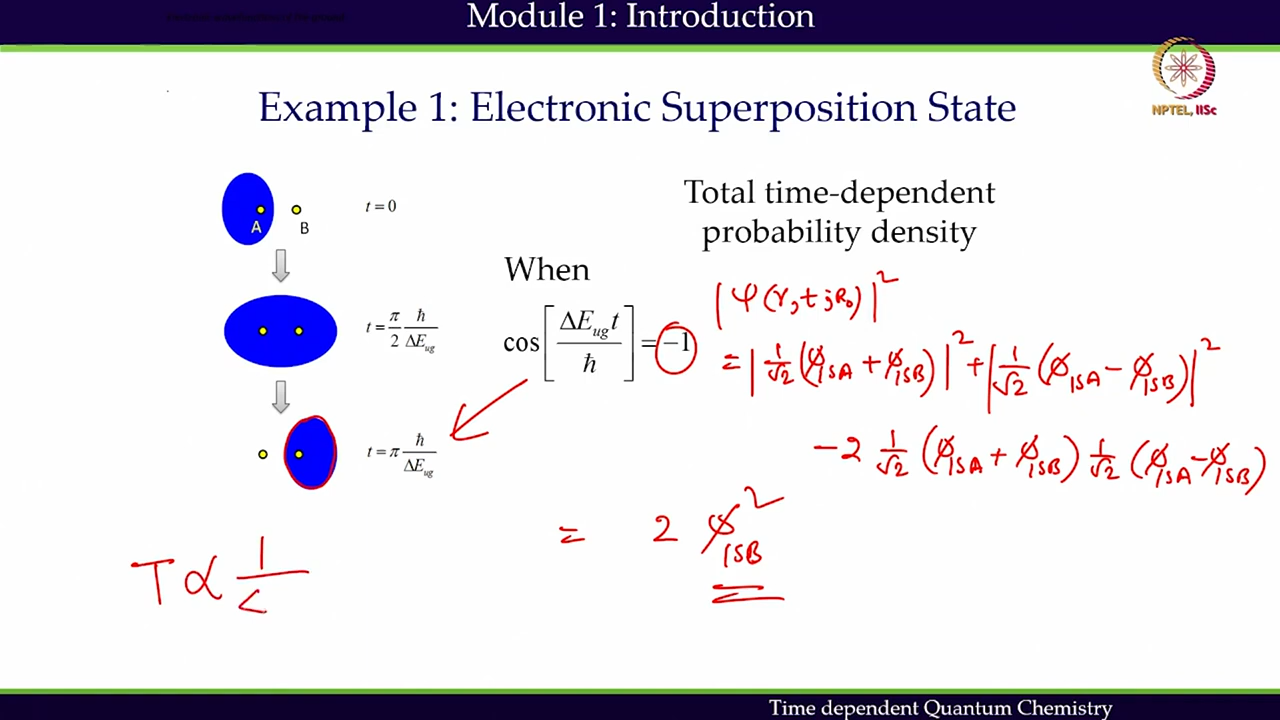 Module 1: Introduction
NPTEL, IISc
Example 1: Electronic Superposition State
A B
t = 0
t = π/2 ħ/ΔE_ug
t = π ħ/ΔE_ug
When
cos[ΔE_ug t/ħ] = -1
Total time-dependent
probability density
|φ(r, t; R₀)|²
= |1/√2 (φ_1SA + φ_1SB)|² + |1/√2 (φ_1SA - φ_1SB)|²
-2 1/√2 (φ_1SA + φ_1SB) 1/√2 (φ_1SA - φ_1SB)
= 2 φ²_1SB
T ∝ 1/
Time dependent Quantum Chemistry